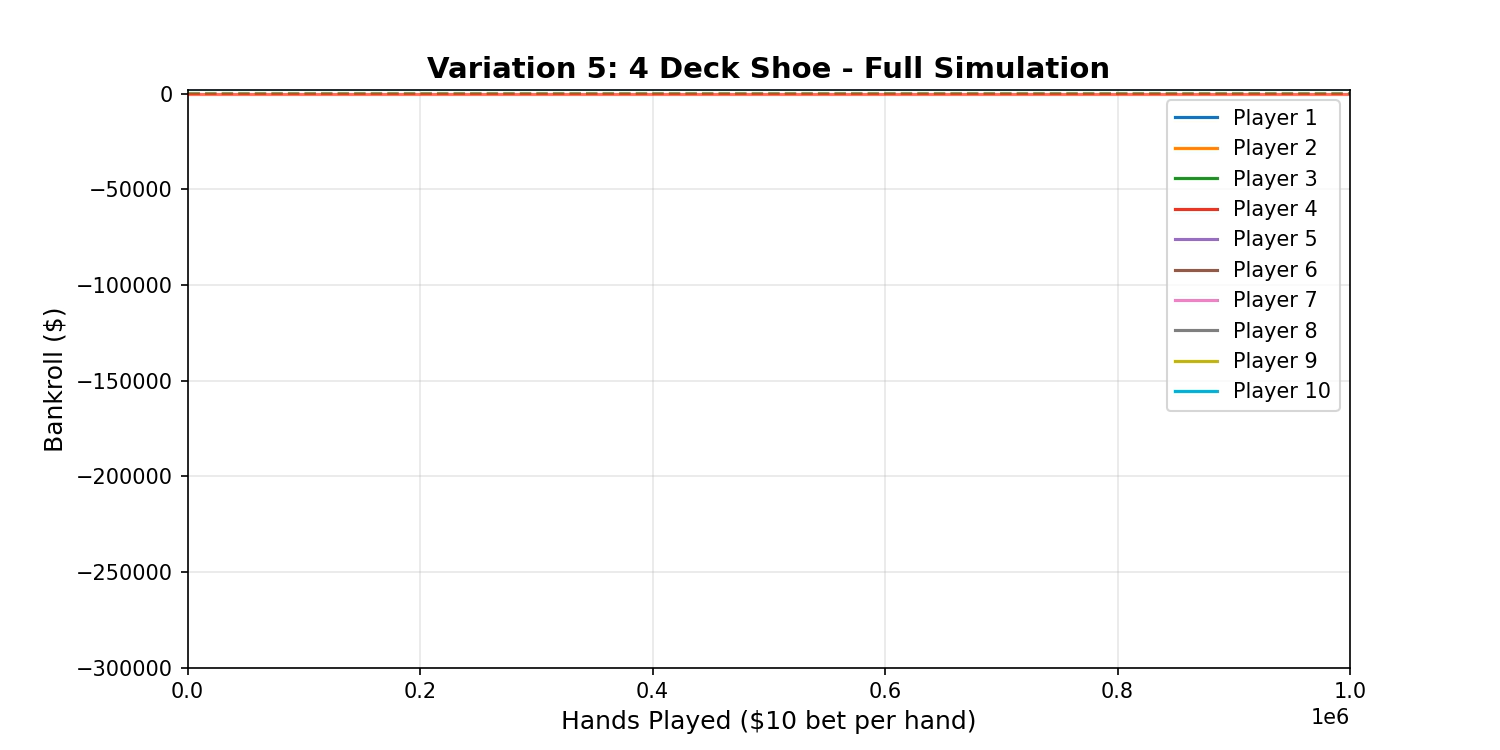 Variation 5: 4 Deck Shoe - Full Simulation
0
−50000
−100000
−150000
−200000
−250000
−300000
Bankroll ($)
Player 1
Player 2
Player 3
Player 4
Player 5
Player 6
Player 7
Player 8
Player 9
Player 10
0.0 0.2 0.4 0.6 0.8 1.0
1e6
Hands Played ($10 bet per hand)